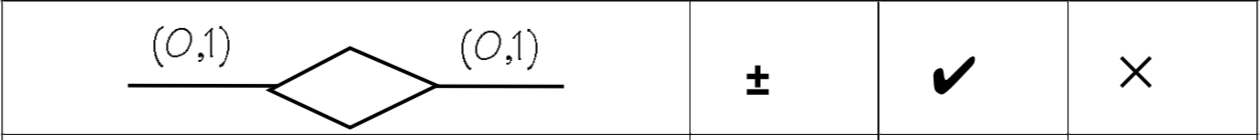 (0,1) (0,1)
± ✔ ×